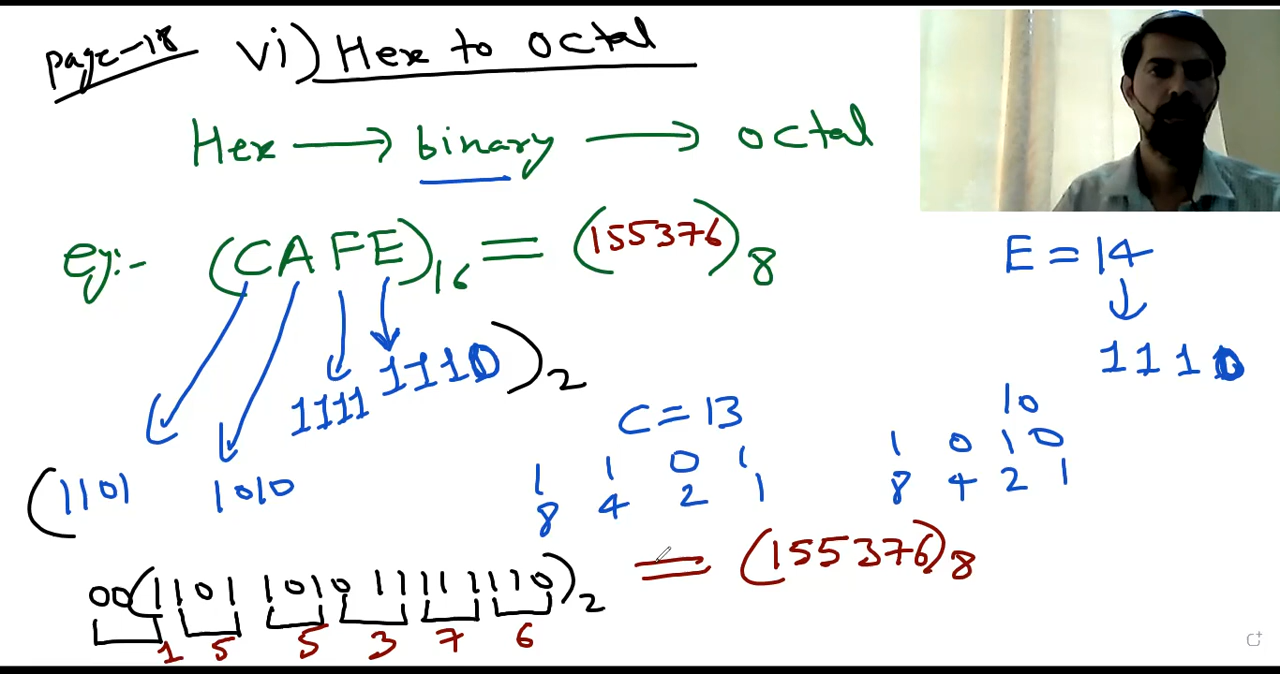 page-18 vi) Hex to octal
Hex → binary → octal
eg:- (CAFE)16 = (155376)8
E = 14
1110
1111 1110)2
C = 13
10
1 1 0 1
1 0 1 0
(1101 1010
8 4 2 1
8 4 2 1
00(1101 1010 1111 1110)2 = (155376)8
1 5 5 3 7 6